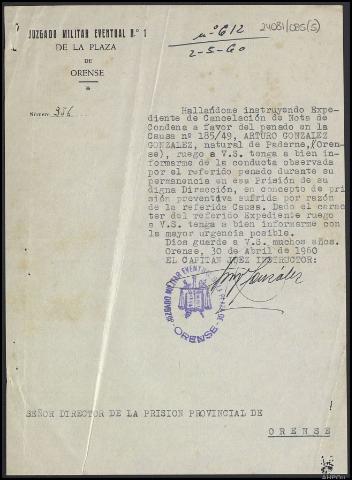 JUZGADO MILITAR EVENTUAL N.º 1
DE LA PLAZA
DE
ORENSE
nº 612
2-5-60
24081/085(5)
Número 336
Hallándome instruyendo Expe-
diente de Cancelación de Nota de
Condena a favor del penado en la
Causa nº 185/49, ARTURO GONZALEZ
GONZALEZ, natural de Paderne,(Oren-
se), ruego a V.S. tenga a bien in-
formarme de la conducta observada
por el referido penado durante su
permanencia en esa Prisión de su
digna Dirección, en concepto de pri
sión preventiva sufrida por razón
de la referida Causa. Dado el carac
ter del referido Expediente ruego
a V.S. tenga a bien informarme con
la mayor urgencia posible.
Dios guarde a V.S. muchos años.
Orense, 30 de Abril de 1960
EL CAPITAN JUEZ INSTRUCTOR:
González
JUZGADO MILITAR EVENTUAL
- ORENSE -
SEÑOR DIRECTOR DE LA PRISION PROVINCIAL DE
O R E N S E